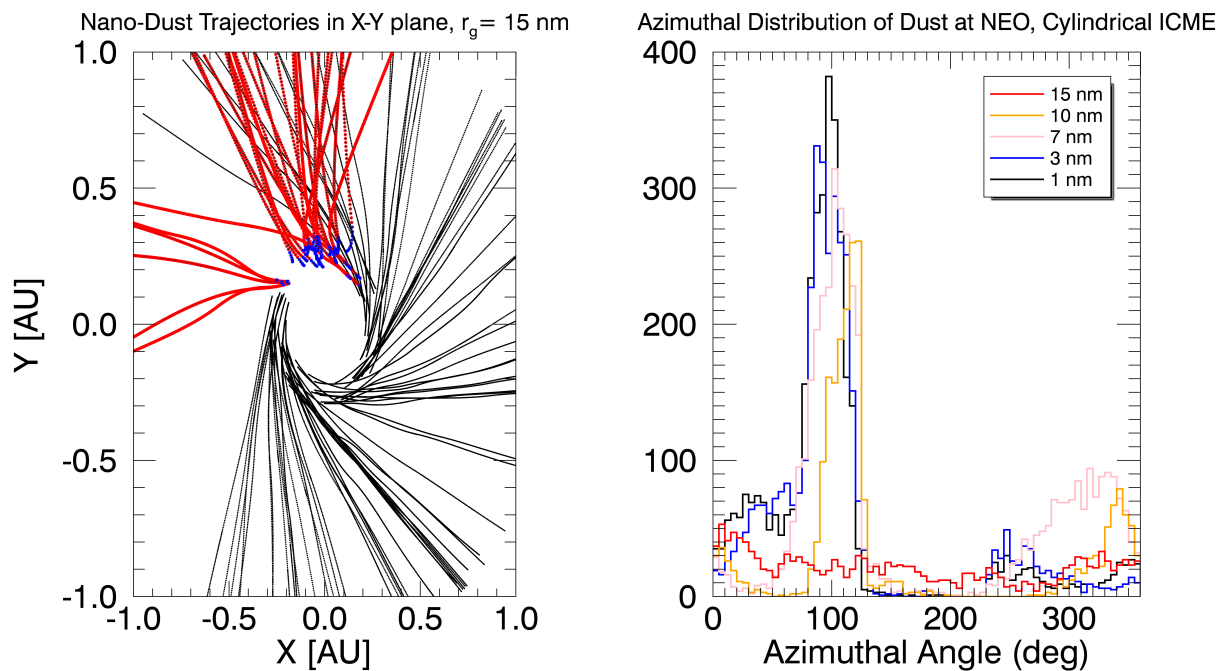 Nano-Dust Trajectories in X-Y plane, r_g= 15 nm
1.0
0.5
0.0
-0.5
-1.0
Y [AU]
-1.0 -0.5 0.0 0.5 1.0
X [AU]
Azimuthal Distribution of Dust at NEO, Cylindrical ICME
400
300
200
100
0
15 nm
10 nm
7 nm
3 nm
1 nm
0 100 200 300
Azimuthal Angle (deg)